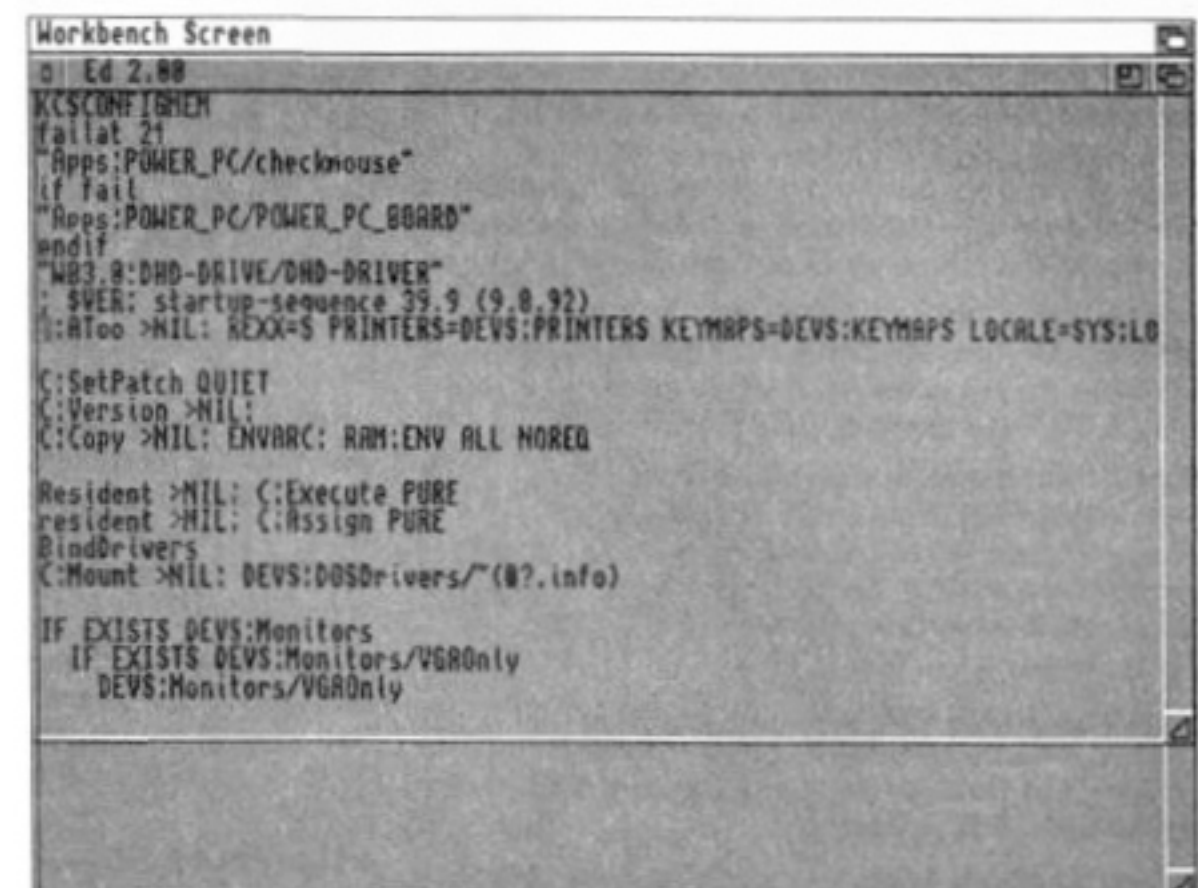 Workbench Screen
Ed 2.00
KCSCONFIGMEM
failat 21
"Apps:POWER_PC/checkmouse"
if fail
"Apps:POWER_PC/POWER_PC_BOARD"
endif
"WB3.0:DHD-DRIVE/DHD-DRIVER"
; $VER: startup-sequence 39.9 (9.8.92)
>NIL: REXX=S PRINTERS=DEVS:PRINTERS KEYMAPS=DEVS:KEYMAPS LOCALE=SYS:LO
C:SetPatch QUIET
C:Version >NIL:
C:Copy >NIL: ENVARC: RAM:ENV ALL NOREQ
Resident >NIL: C:Execute PURE
resident >NIL: C:Assign PURE
BindDrivers
C:Mount >NIL: DEVS:DOSDrivers/~(#?.info)
IF EXISTS DEVS:Monitors
IF EXISTS DEVS:Monitors/VGAOnly
DEVS:Monitors/VGAOnly